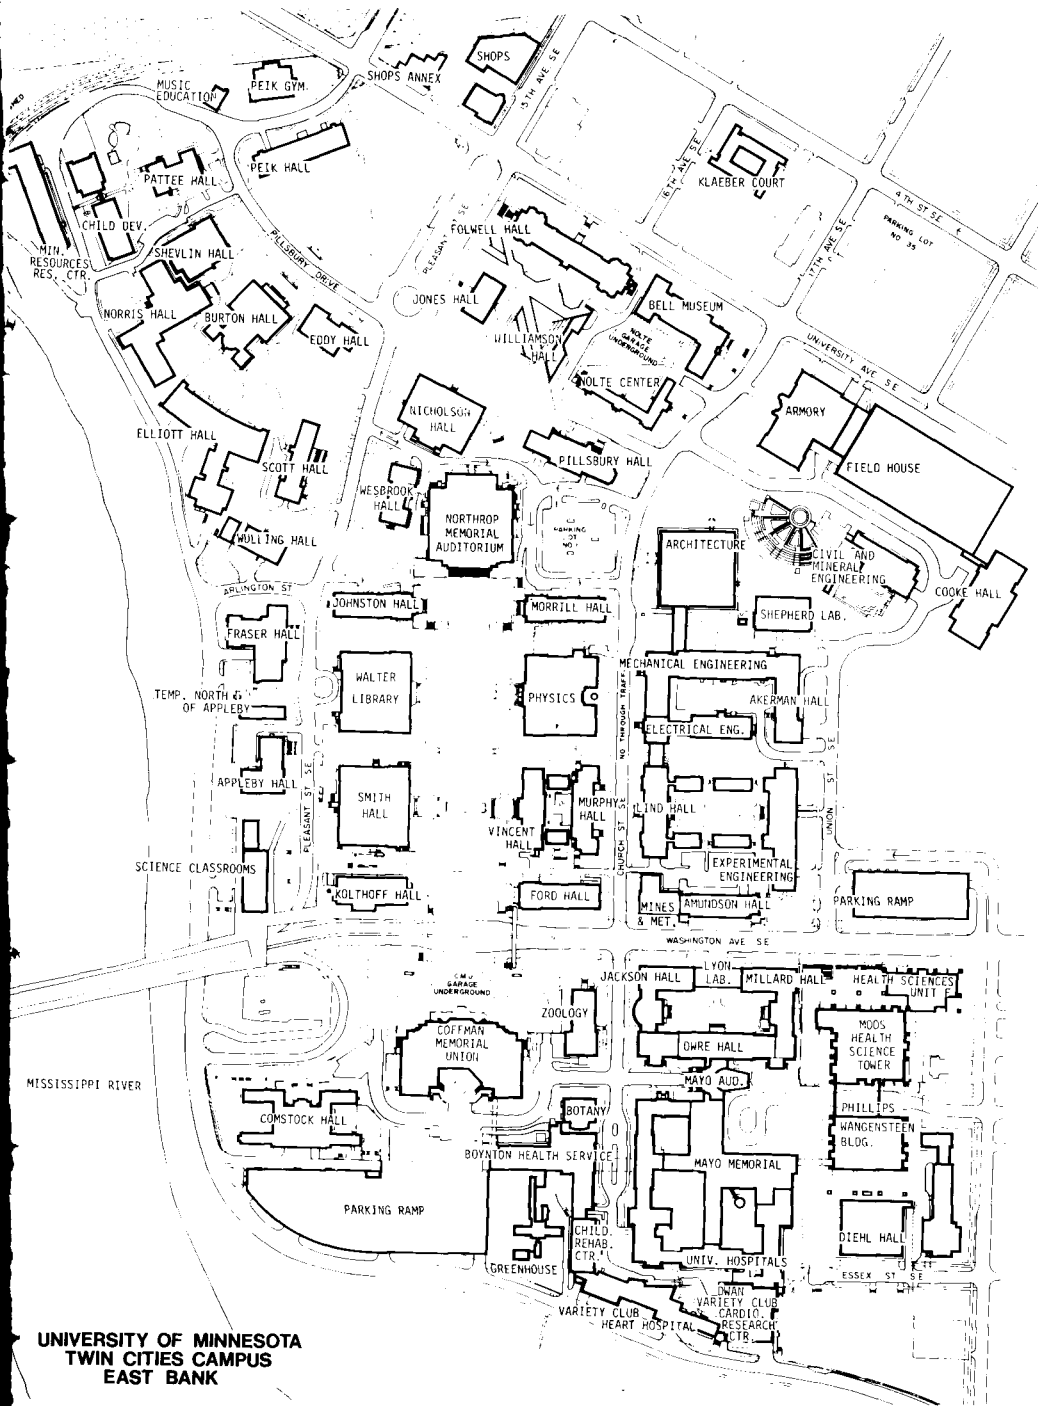 SHOPS
SHOPS ANNEX
15TH AVE SE
MUSIC
EDUCATION
PEIK GYM.
PEIK HALL
PATTEE HALL
CHILD DEV.
16TH AVE SE
KLAEBER COURT
4TH ST SE
PARKING LOT
NO 33
17TH AVE SE
FOLWELL HALL
PLEASANT SE
SHEVLIN HALL
MIN.
RESOURCES
RES. CTR.
PILLSBURY DRIVE
NORRIS HALL
BURTON HALL
EDDY HALL
JONES HALL
BELL MUSEUM
WILLIAMSON
HALL
NOLTE
GARAGE
UNDERGROUND
NOLTE CENTER
UNIVERSITY AVE SE
ARMORY
FIELD HOUSE
NICHOLSON
HALL
ELLIOTT HALL
SCOTT HALL
PILLSBURY HALL
WESBROOK
HALL
NORTHROP
MEMORIAL
AUDITORIUM
PARKING
LOT
WULLING HALL
ARCHITECTURE
CIVIL AND
MINERAL
ENGINEERING
COOKE HALL
ARLINGTON ST
JOHNSTON HALL
MORRILL HALL
SHEPHERD LAB.
FRASER HALL
MECHANICAL ENGINEERING
WALTER
LIBRARY
PHYSICS
NO THROUGH TRAFF.
AKERMAN HALL
TEMP. NORTH
OF APPLEBY
ELECTRICAL ENG.
APPLEBY HALL
PLEASANT ST SE
SMITH
HALL
VINCENT
HALL
MURPHY
HALL
CHURCH ST SE
LIND HALL
UNION ST SE
EXPERIMENTAL
ENGINEERING
SCIENCE CLASSROOMS
KOLTHOFF HALL
FORD HALL
MINES
& MET.
AMUNDSON HALL
PARKING RAMP
WASHINGTON AVE SE
CMU
GARAGE
UNDERGROUND
JACKSON HALL
LYON
LAB.
MILLARD HALL
HEALTH SCIENCES
UNIT F
ZOOLOGY
COFFMAN
MEMORIAL
UNION
OWRE HALL
MODS
HEALTH
SCIENCE
TOWER
MAYO AUD.
MISSISSIPPI RIVER
COMSTOCK HALL
BOTANY
PHILLIPS
WANGENSTEEN
BLDG.
BOYNTON HEALTH SERVICE
MAYO MEMORIAL
PARKING RAMP
CHILD.
REHAB.
CTR.
DIEHL HALL
GREENHOUSE
UNIV. HOSPITALS
ESSEX ST SE
VARIETY CLUB
HEART HOSPITAL
DWAN
VARIETY CLUB
CARDIO.
RESEARCH
CTR.
UNIVERSITY OF MINNESOTA
TWIN CITIES CAMPUS
EAST BANK